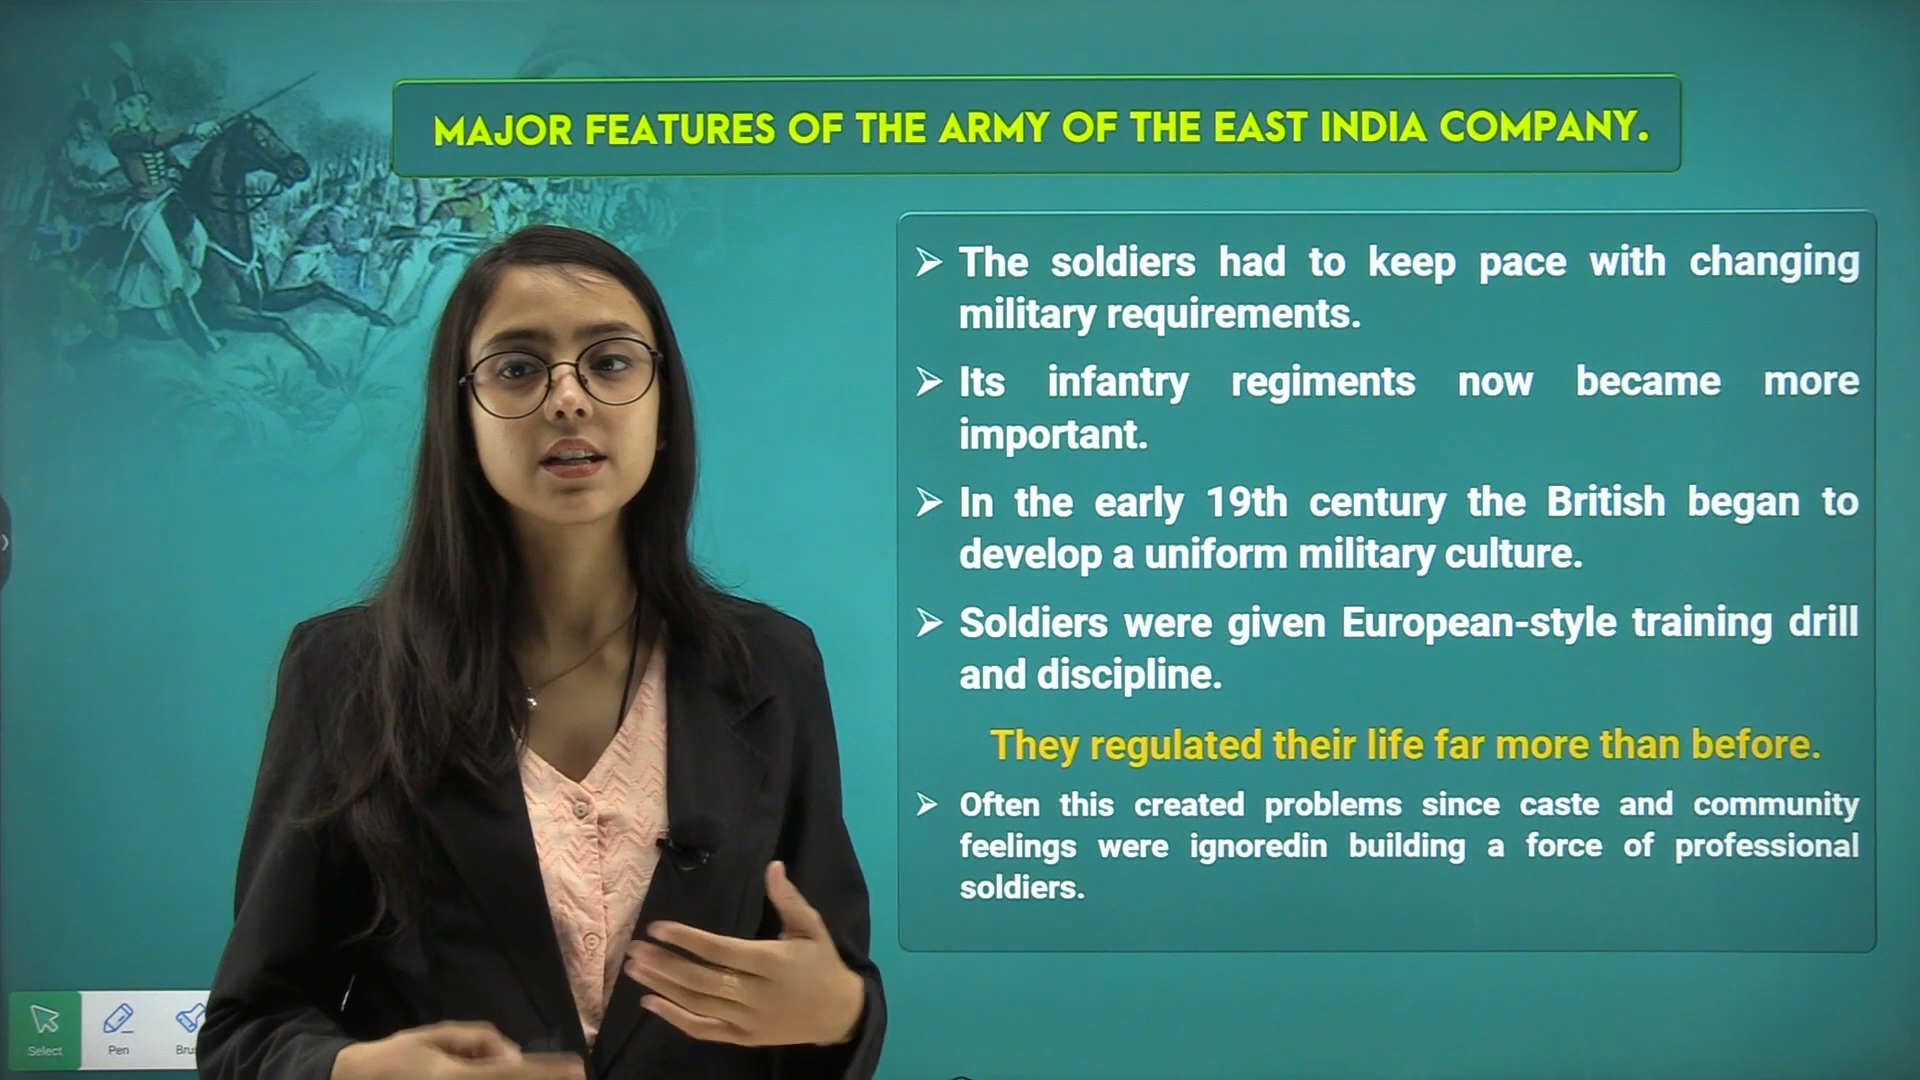 MAJOR FEATURES OF THE ARMY OF THE EAST INDIA COMPANY.
The soldiers had to keep pace with changing
military requirements.
Its infantry regiments now became more
important.
In the early 19th century the British began to
develop a uniform military culture.
Soldiers were given European-style training drill
and discipline.
They regulated their life far more than before.
Often this created problems since caste and community
feelings were ignoredin building a force of professional
soldiers.
Select
Pen